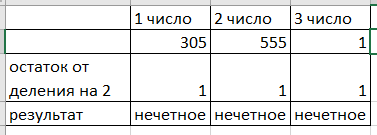 1 число 2 число 3 число
305 555 1
остаток от
деления на 2 1 1 1
результат нечетное нечетное нечетное